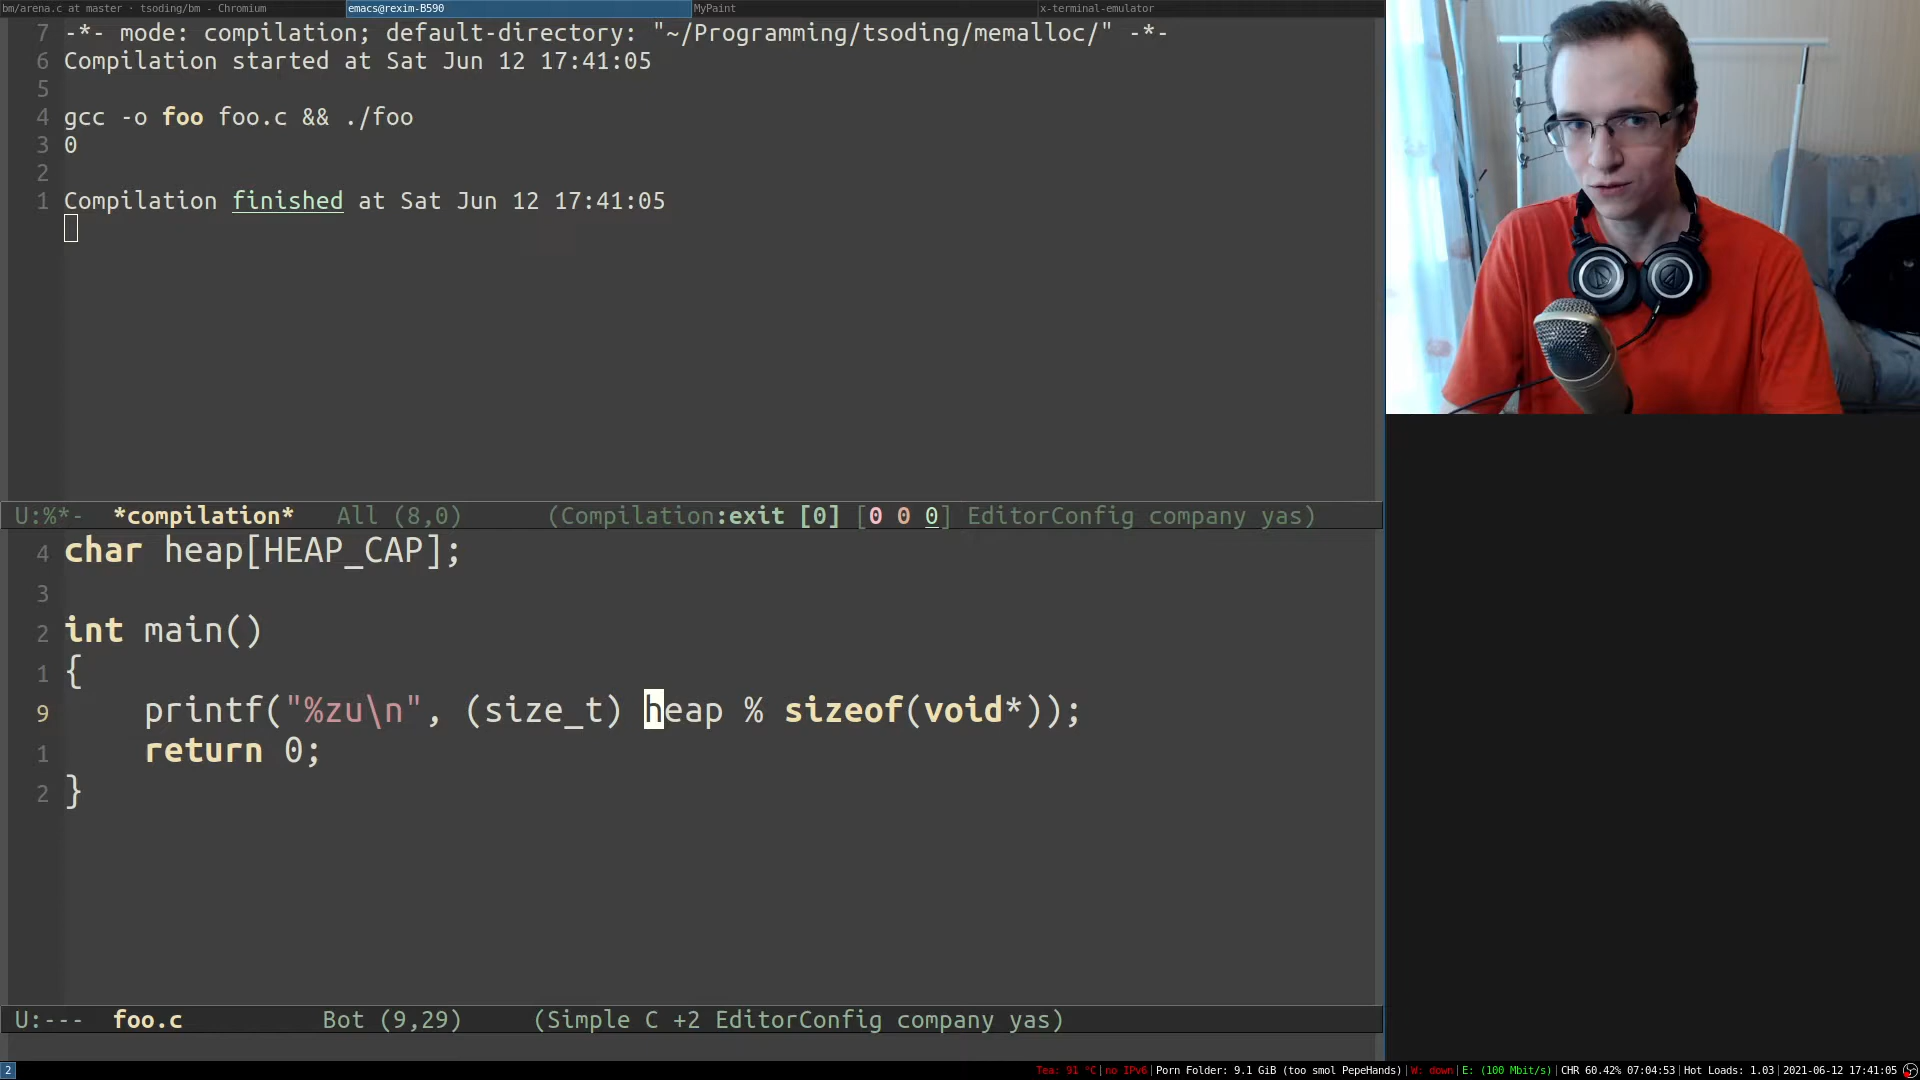 bm/arena.c at master · tsoding/bm - Chromium
emacs@rexim-B590
MyPaint
x-terminal-emulator
7 -*- mode: compilation; default-directory: "~/Programming/tsoding/memalloc/" -*-
6 Compilation started at Sat Jun 12 17:41:05
5
4 gcc -o foo foo.c && ./foo
3 0
2
1 Compilation finished at Sat Jun 12 17:41:05
U:%*- *compilation* All (8,0) (Compilation:exit [0] [0 0 0] EditorConfig company yas)
4 char heap[HEAP_CAP];
3
2 int main()
1 {
9 printf("%zu\n", (size_t) heap % sizeof(void*));
1 return 0;
2 }
U:--- foo.c Bot (9,29) (Simple C +2 EditorConfig company yas)
2
Tea: 91 °C|no IPv6|Porn Folder: 9.1 GiB (too smol PepeHands)|W: down|E: (100 Mbit/s)|CHR 60.42% 07:04:53|Hot Loads: 1.03|2021-06-12 17:41:05